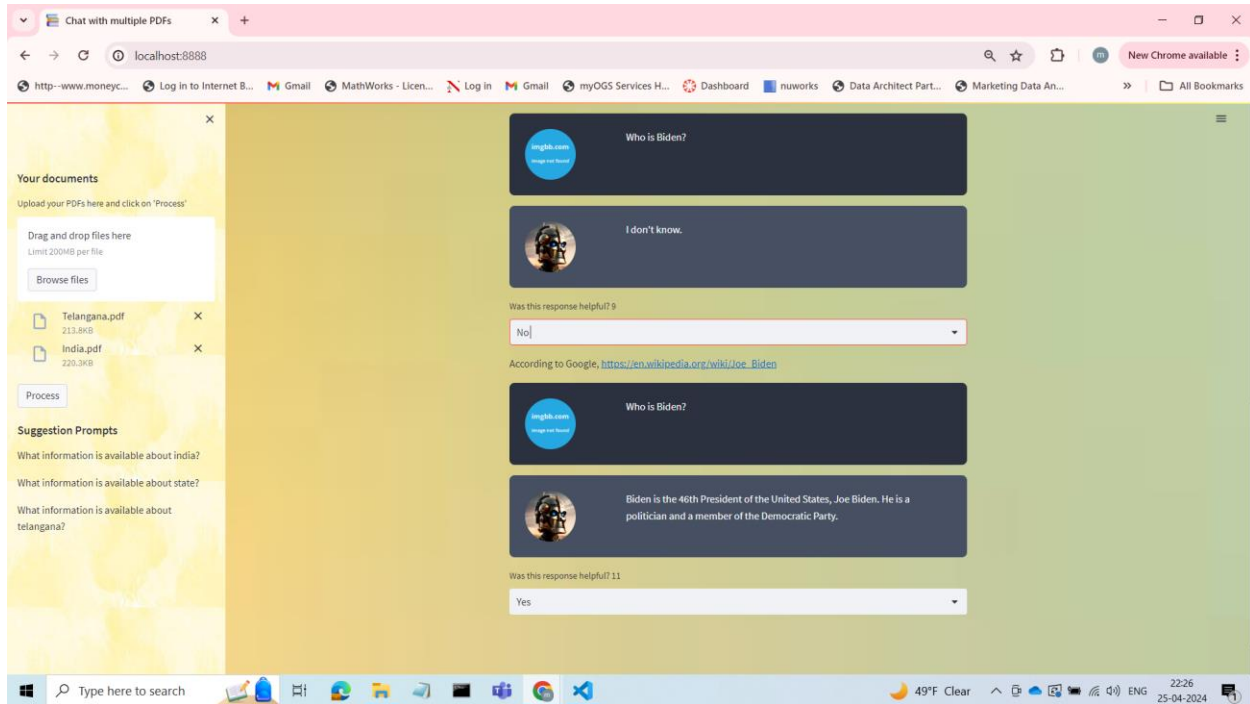 Chat with multiple PDFs
localhost:8888
New Chrome available
http--www.moneyc... Log in to Internet B... Gmail MathWorks - Licen... Log in Gmail myOGS Services H... Dashboard nuworks Data Architect Part... Marketing Data An... » All Bookmarks
Your documents
Upload your PDFs here and click on 'Process'
Drag and drop files here
Limit 200MB per file
Browse files
Telangana.pdf
213.8KB
India.pdf
220.3KB
Process
Suggestion Prompts
What information is available about india?
What information is available about state?
What information is available about
telangana?
imgbb.com
image not found
Who is Biden?
I don't know.
Was this response helpful? 9
No
According to Google, https://en.wikipedia.org/wiki/Joe_Biden
imgbb.com
image not found
Who is Biden?
Biden is the 46th President of the United States, Joe Biden. He is a
politician and a member of the Democratic Party.
Was this response helpful? 11
Yes
Type here to search
49°F Clear
ENG
22:26
25-04-2024
1